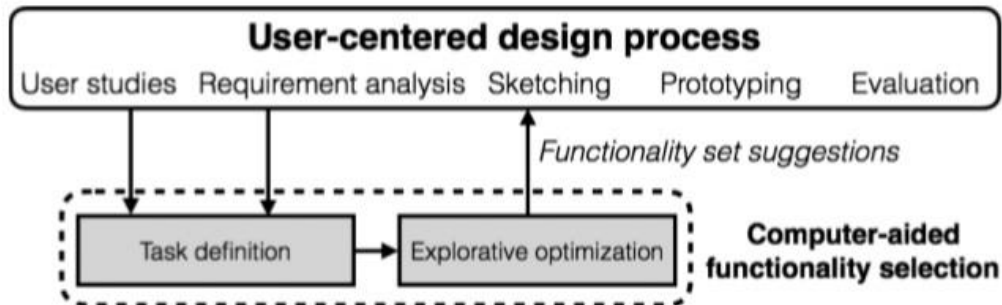 User-centered design process
User studies Requirement analysis Sketching Prototyping Evaluation
Functionality set suggestions
Task definition
Explorative optimization
Computer-aided
functionality selection